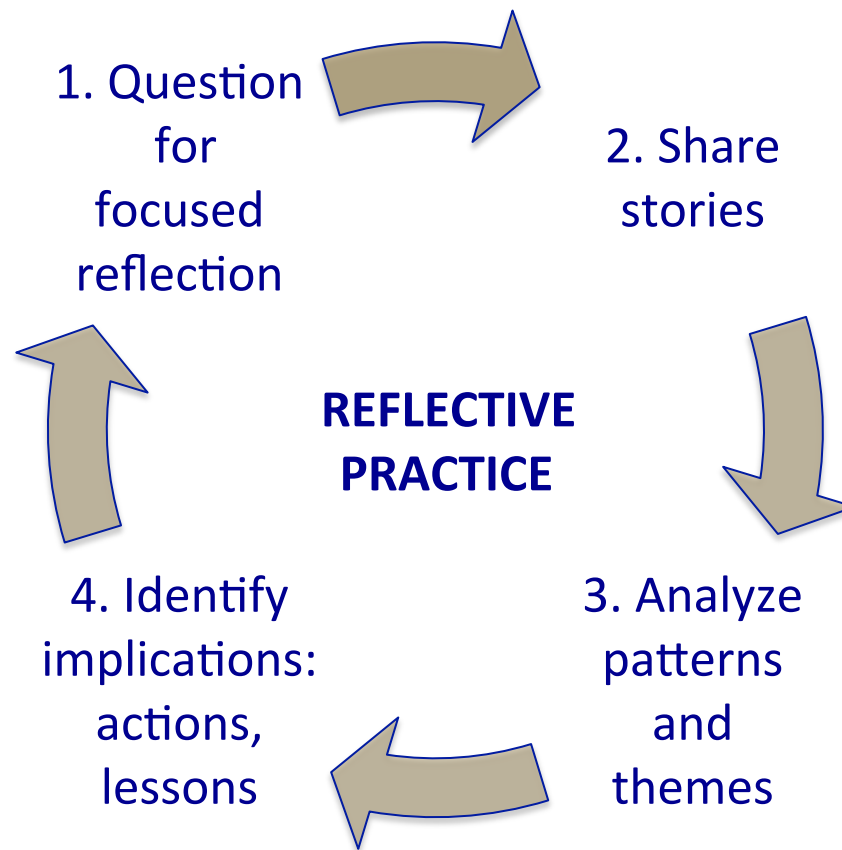 1. Question
for
focused
reflection
2. Share
stories
REFLECTIVE
PRACTICE
3. Analyze
patterns
and
themes
4. Identify
implications:
actions,
lessons